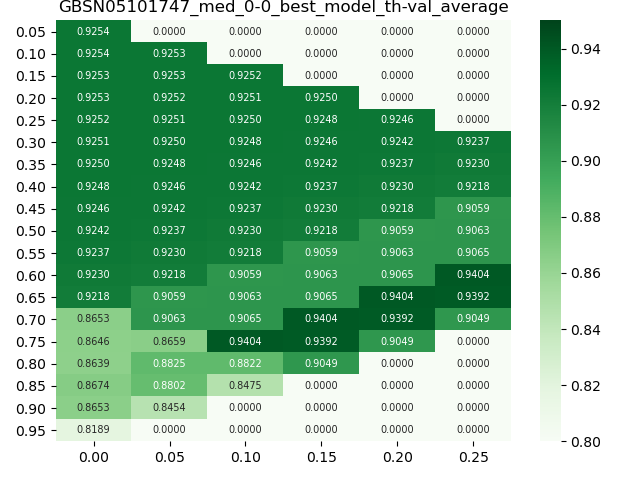 GBSN05101747_med_0-0_best_model_th-val_average
0.05 0.9254 0.0000 0.0000 0.0000 0.0000 0.0000
0.10 0.9254 0.9253 0.0000 0.0000 0.0000 0.0000
0.15 0.9253 0.9253 0.9252 0.0000 0.0000 0.0000
0.20 0.9253 0.9252 0.9251 0.9250 0.0000 0.0000
0.25 0.9252 0.9251 0.9250 0.9248 0.9246 0.0000
0.30 0.9251 0.9250 0.9248 0.9246 0.9242 0.9237
0.35 0.9250 0.9248 0.9246 0.9242 0.9237 0.9230
0.40 0.9248 0.9246 0.9242 0.9237 0.9230 0.9218
0.45 0.9246 0.9242 0.9237 0.9230 0.9218 0.9059
0.50 0.9242 0.9237 0.9230 0.9218 0.9059 0.9063
0.55 0.9237 0.9230 0.9218 0.9059 0.9063 0.9065
0.60 0.9230 0.9218 0.9059 0.9063 0.9065 0.9404
0.65 0.9218 0.9059 0.9063 0.9065 0.9404 0.9392
0.70 0.8653 0.9063 0.9065 0.9404 0.9392 0.9049
0.75 0.8646 0.8659 0.9404 0.9392 0.9049 0.0000
0.80 0.8639 0.8825 0.8822 0.9049 0.0000 0.0000
0.85 0.8674 0.8802 0.8475 0.0000 0.0000 0.0000
0.90 0.8653 0.8454 0.0000 0.0000 0.0000 0.0000
0.95 0.8189 0.0000 0.0000 0.0000 0.0000 0.0000
0.00 0.05 0.10 0.15 0.20 0.25
0.94
0.92
0.90
0.88
0.86
0.84
0.82
0.80